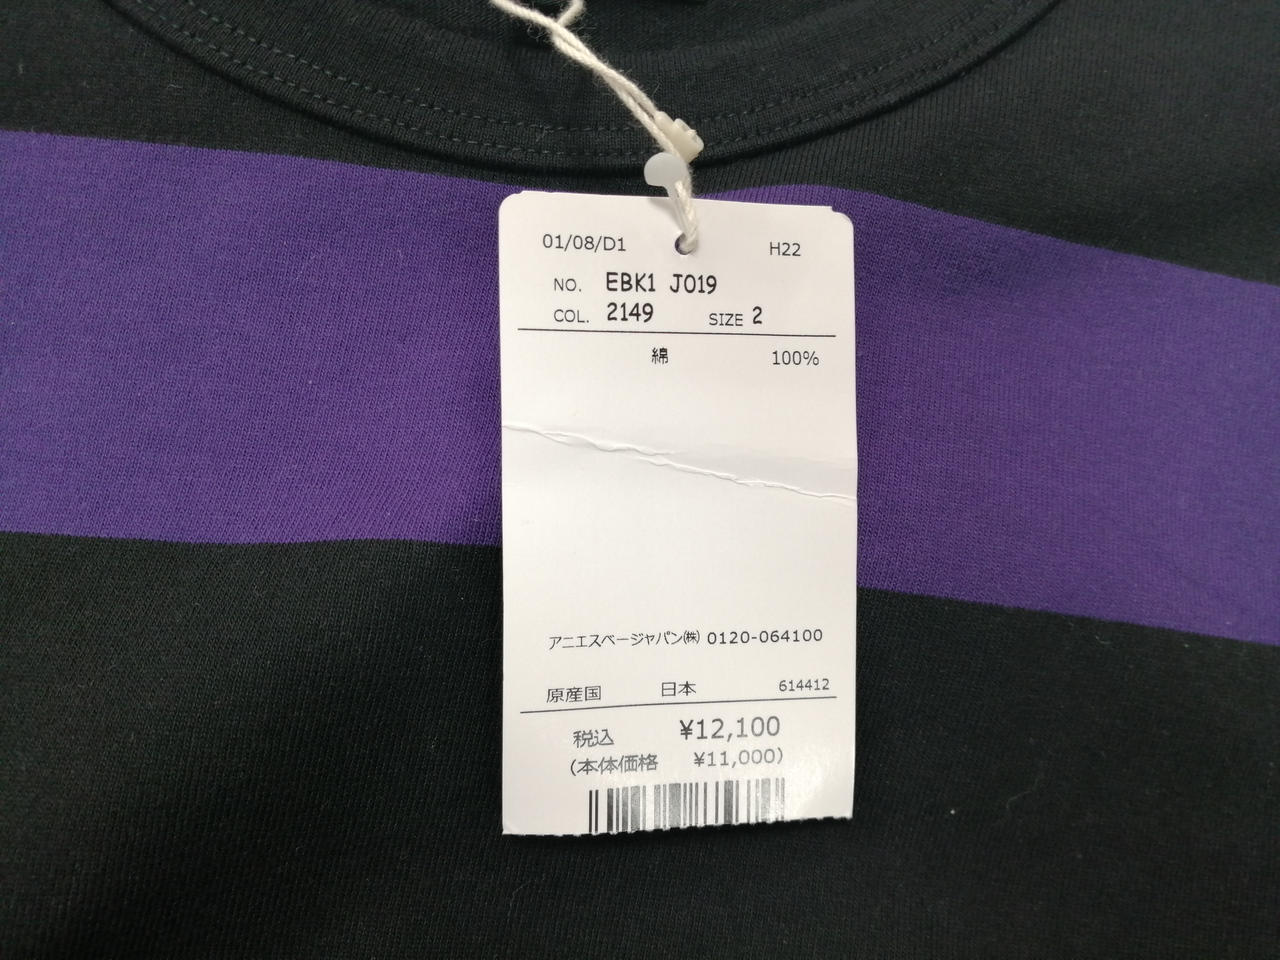 01/08/D1 H22
NO. EBK1 J019
COL. 2149 SIZE 2
綿 100%
アニエスベージャパン㈱ 0120-064100
原産国 日本 614412
税込 ¥12,100
(本体価格 ¥11,000)